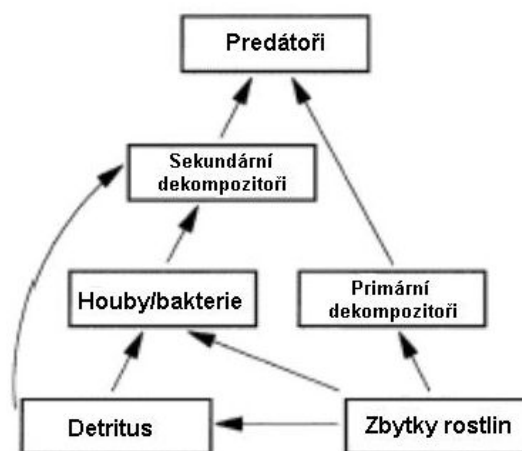 Predátoři
Sekundární
dekompozitoři
Houby/bakterie
Primární
dekompozitoři
Detritus
Zbytky rostlin